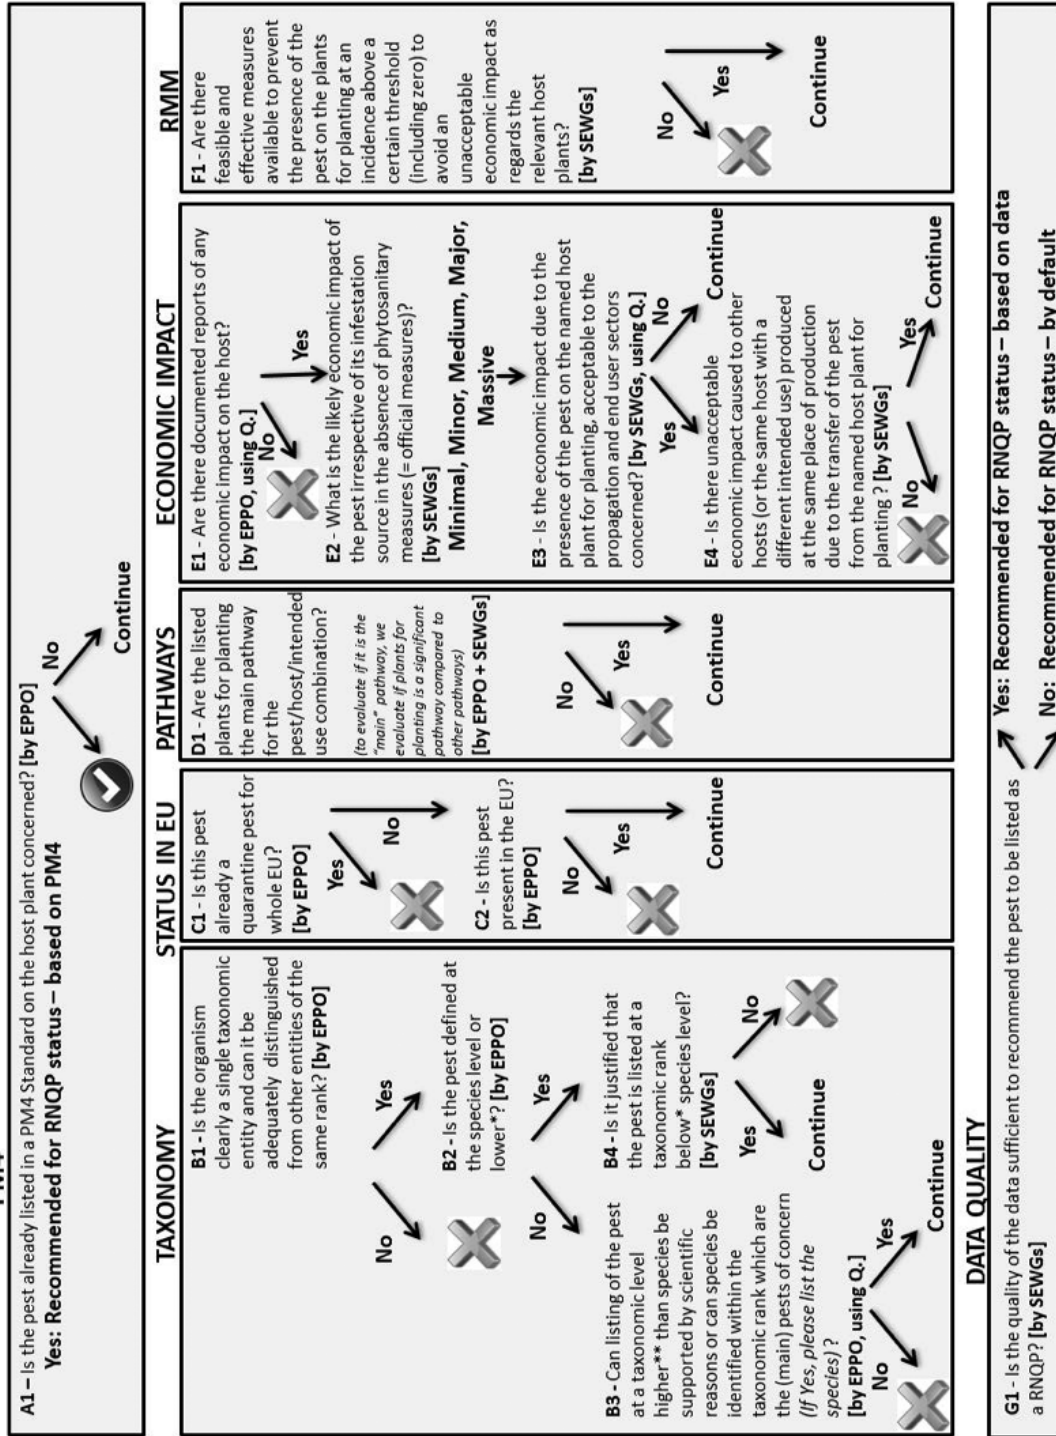 A1 – Is the pest already listed in a PM4 Standard on the host plant concerned? [by EPPO]
Yes: Recommended for RNQP status – based on PM4
No
Continue
TAXONOMY
B1 - Is the organism
clearly a single taxonomic
entity and can it be
adequately distinguished
from other entities of the
same rank? [by EPPO]
No
Yes
B2 - Is the pest defined at
the species level or
lower*? [by EPPO]
No
Yes
B3 - Can listing of the pest
at a taxonomic level
higher** than species be
supported by scientific
reasons or can species be
identified within the
taxonomic rank which are
the (main) pests of concern
(If Yes, please list the
species) ?
[by EPPO, using Q.]
No
Yes
Continue
B4 - Is it justified that
the pest is listed at a
taxonomic rank
below* species level?
[by SEWGs]
Yes
No
Continue
STATUS IN EU
C1 - Is this pest
already a
quarantine pest for
whole EU?
[by EPPO]
Yes
No
C2 - Is this pest
present in the EU?
[by EPPO]
No
Yes
Continue
PATHWAYS
D1 - Are the listed
plants for planting
the main pathway
for the
pest/host/intended
use combination?
(to evaluate if it is the
"main" pathway, we
evaluate if plants for
planting is a significant
pathway compared to
other pathways)
[by EPPO + SEWGs]
No
Yes
Continue
ECONOMIC IMPACT
E1 - Are there documented reports of any
economic impact on the host?
[by EPPO, using Q.]
No
Yes
E2 - What is the likely economic impact of
the pest irrespective of its infestation
source in the absence of phytosanitary
measures (= official measures)?
[by SEWGs]
Minimal, Minor, Medium, Major,
Massive
E3 - Is the economic impact due to the
presence of the pest on the named host
plant for planting, acceptable to the
propagation and end user sectors
concerned? [by SEWGs, using Q.]
Yes
No
Continue
E4 - Is there unacceptable
economic impact caused to other
hosts (or the same host with a
different intended use) produced
at the same place of production
due to the transfer of the pest
from the named host plant for
planting ? [by SEWGs]
No
Yes
Continue
RMM
F1 - Are there
feasible and
effective measures
available to prevent
the presence of the
pest on the plants
for planting at an
incidence above a
certain threshold
(including zero) to
avoid an
unacceptable
economic impact as
regards the
relevant host
plants?
[by SEWGs]
No
Yes
Continue
DATA QUALITY
G1 - Is the quality of the data sufficient to recommend the pest to be listed as
a RNQP? [by SEWGs]
Yes: Recommended for RNQP status – based on data
No: Recommended for RNQP status – by default